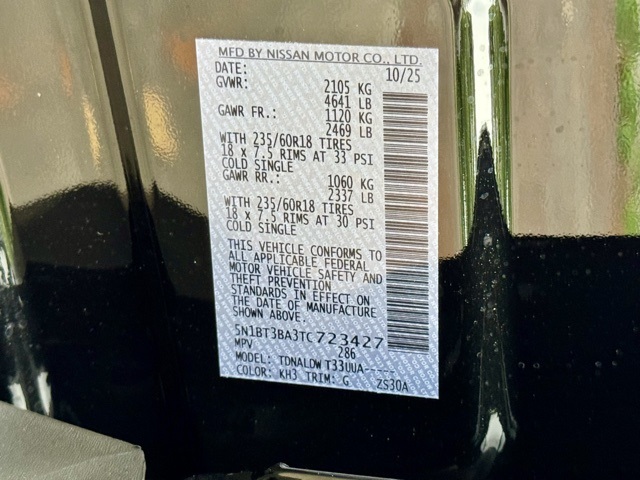 MFD BY NISSAN MOTOR CO., LTD.
DATE: 10/25
GVWR: 2105 KG
4641 LB
GAWR FR.: 1120 KG
2469 LB
WITH 235/60R18 TIRES
18 x 7.5 RIMS AT 33 PSI
COLD SINGLE
GAWR RR.: 1060 KG
2337 LB
WITH 235/60R18 TIRES
18 x 7.5 RIMS AT 30 PSI
COLD SINGLE
THIS VEHICLE CONFORMS TO
ALL APPLICABLE FEDERAL
MOTOR VEHICLE SAFETY AND
THEFT PREVENTION
STANDARDS IN EFFECT ON
THE DATE OF MANUFACTURE
SHOWN ABOVE.
5N1BT3BA3TC723427
MPV 286
MODEL: TDNALDW T33UUA-----
COLOR: KH3 TRIM: G ZS30A